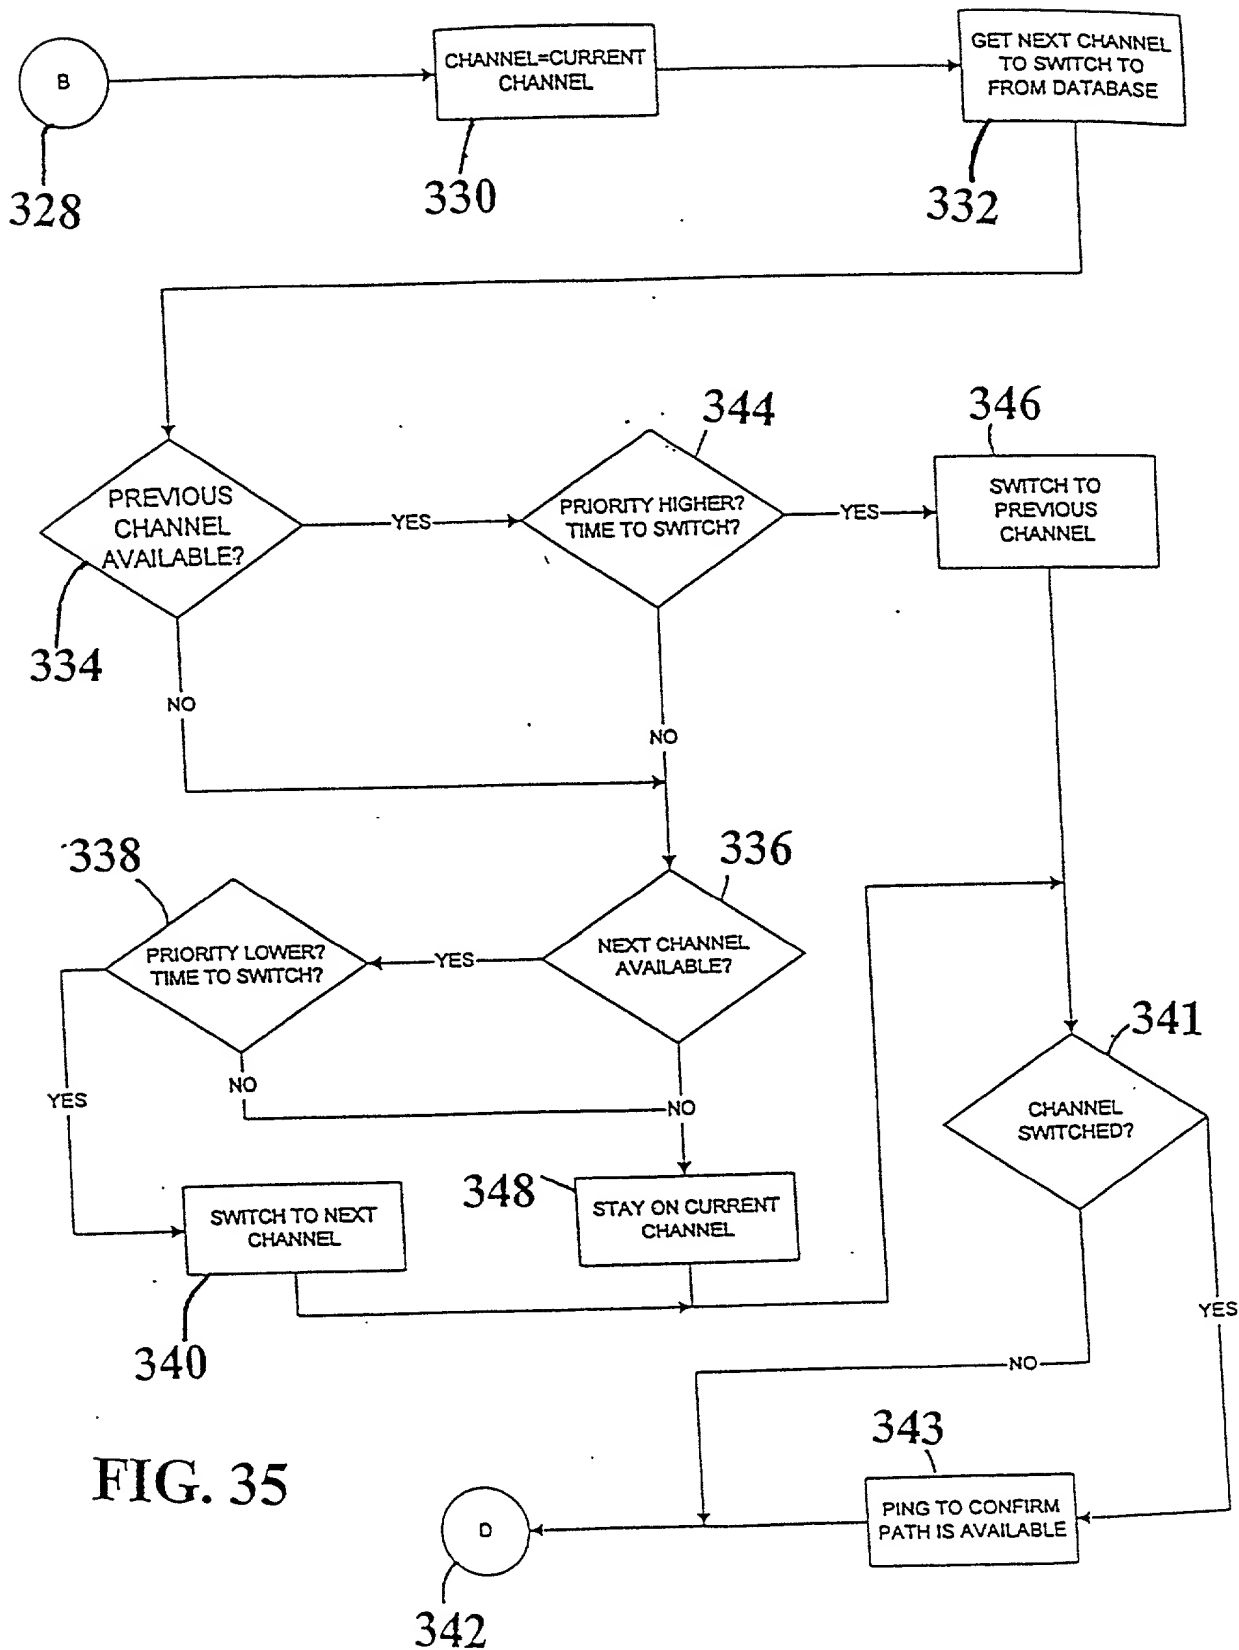 B
CHANNEL=CURRENT
CHANNEL
GET NEXT CHANNEL
TO SWITCH TO
FROM DATABASE
328
330
332
344
346
PREVIOUS
CHANNEL
AVAILABLE?
YES
PRIORITY HIGHER?
TIME TO SWITCH?
YES
SWITCH TO
PREVIOUS
CHANNEL
334
NO
NO
338
336
PRIORITY LOWER?
TIME TO SWITCH?
YES
NEXT CHANNEL
AVAILABLE?
341
YES
NO
NO
CHANNEL
SWITCHED?
SWITCH TO NEXT
CHANNEL
348
STAY ON CURRENT
CHANNEL
340
YES
NO
343
FIG. 35
D
PING TO CONFIRM
PATH IS AVAILABLE
342